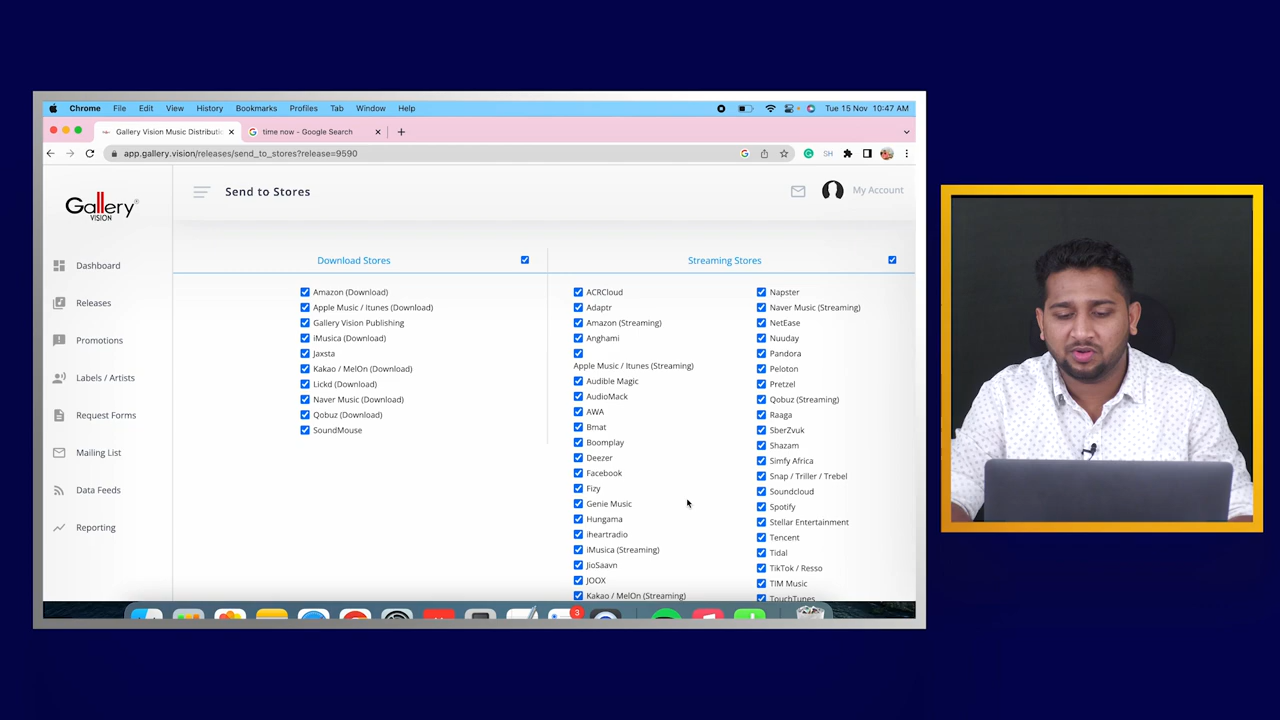 Chrome File Edit View History Bookmarks Profiles Tab Window Help Tue 15 Nov 10:47 AM
Gallery Vision Music Distributi
time now - Google Search
app.gallery.vision/releases/send_to_stores?release=9590
SH
Gallery
VISION
Send to Stores
My Account
Dashboard
Releases
Promotions
Labels / Artists
Request Forms
Mailing List
Data Feeds
Reporting
Download Stores
Amazon (Download)
Apple Music / Itunes (Download)
Gallery Vision Publishing
iMusica (Download)
Jaxsta
Kakao / MelOn (Download)
Lickd (Download)
Naver Music (Download)
Qobuz (Download)
SoundMouse
Streaming Stores
ACRCloud
Adaptr
Amazon (Streaming)
Anghami
Apple Music / Itunes (Streaming)
Audible Magic
AudioMack
AWA
Bmat
Boomplay
Deezer
Facebook
Fizy
Genie Music
Hungama
iheartradio
iMusica (Streaming)
JioSaavn
JOOX
Kakao / MelOn (Streaming)
Napster
Naver Music (Streaming)
NetEase
Nuuday
Pandora
Peloton
Pretzel
Qobuz (Streaming)
Raaga
SberZvuk
Shazam
Simfy Africa
Snap / Triller / Trebel
Soundcloud
Spotify
Stellar Entertainment
Tencent
Tidal
TikTok / Resso
TIM Music
TouchTunes
3